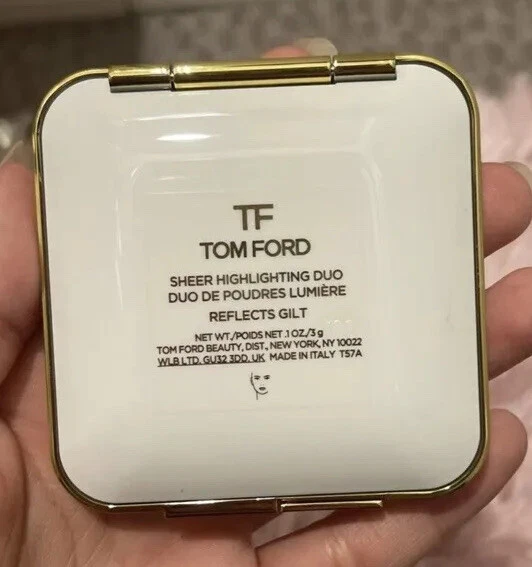 TF
TOM FORD
SHEER HIGHLIGHTING DUO
DUO DE POUDRES LUMIÈRE
REFLECTS GILT
NET WT./POIDS NET .1 OZ./3 g
TOM FORD BEAUTY, DIST., NEW YORK, NY 10022
WLB LTD. GU32 3DD. UK MADE IN ITALY T57A